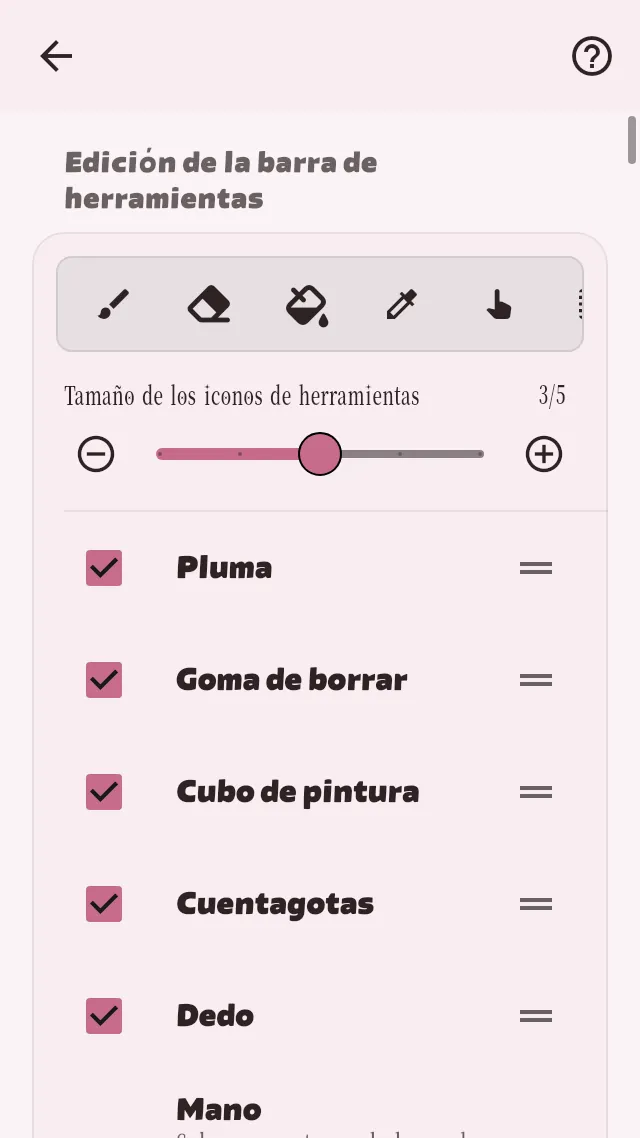 Edición de la barra de
herramientas
Tamaño de los iconos de herramientas 3/5
Pluma
Goma de borrar
Cubo de pintura
Cuentagotas
Dedo
Mano